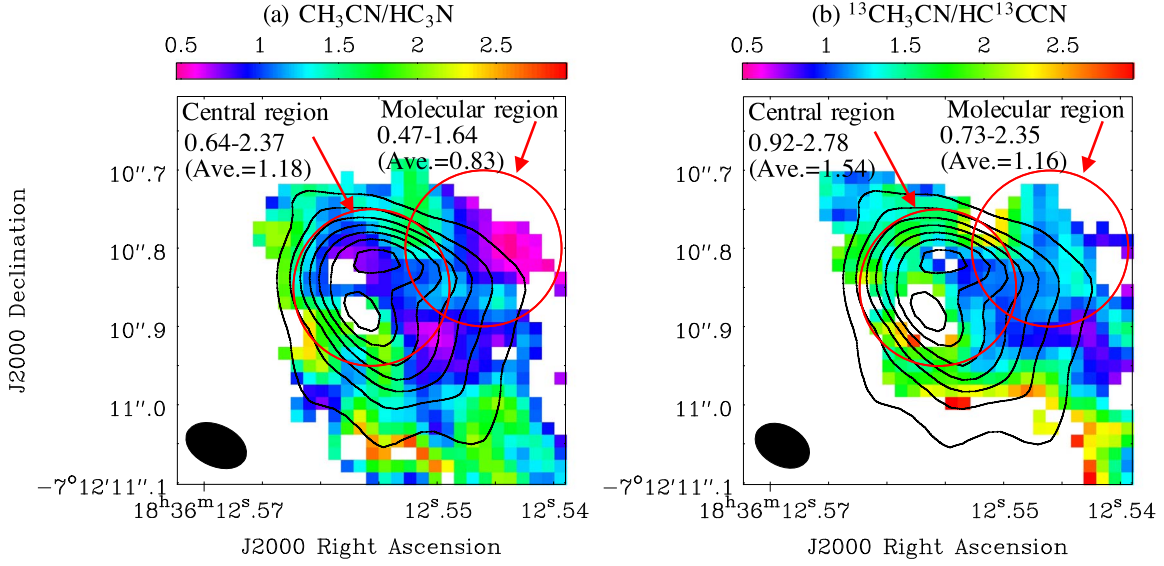 (a) CH₃CN/HC₃N
0.5 1 1.5 2 2.5
Central region
0.64-2.37
(Ave.=1.18)
Molecular region
0.47-1.64
(Ave.=0.83)
10″.7
10″.8
10″.9
11″.0
−7°12′11″.1
J2000 Declination
18ʰ36ᵐ12ˢ.57 12ˢ.55 12ˢ.54
J2000 Right Ascension
(b) ¹³CH₃CN/HC¹³CCN
0.5 1 1.5 2 2.5
Central region
0.92-2.78
(Ave.=1.54)
Molecular region
0.73-2.35
(Ave.=1.16)
10″.7
10″.8
10″.9
11″.0
−7°12′11″.1
18ʰ36ᵐ12ˢ.57 12ˢ.55 12ˢ.54
J2000 Right Ascension